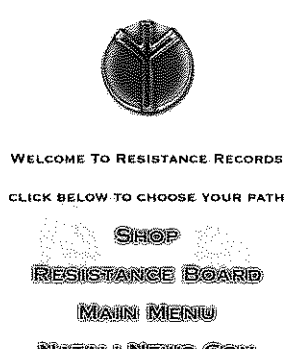 WELCOME TO RESISTANCE RECORDS
CLICK BELOW TO CHOOSE YOUR PATH
SHOP
RESISTANCE BOARD
MAIN MENU